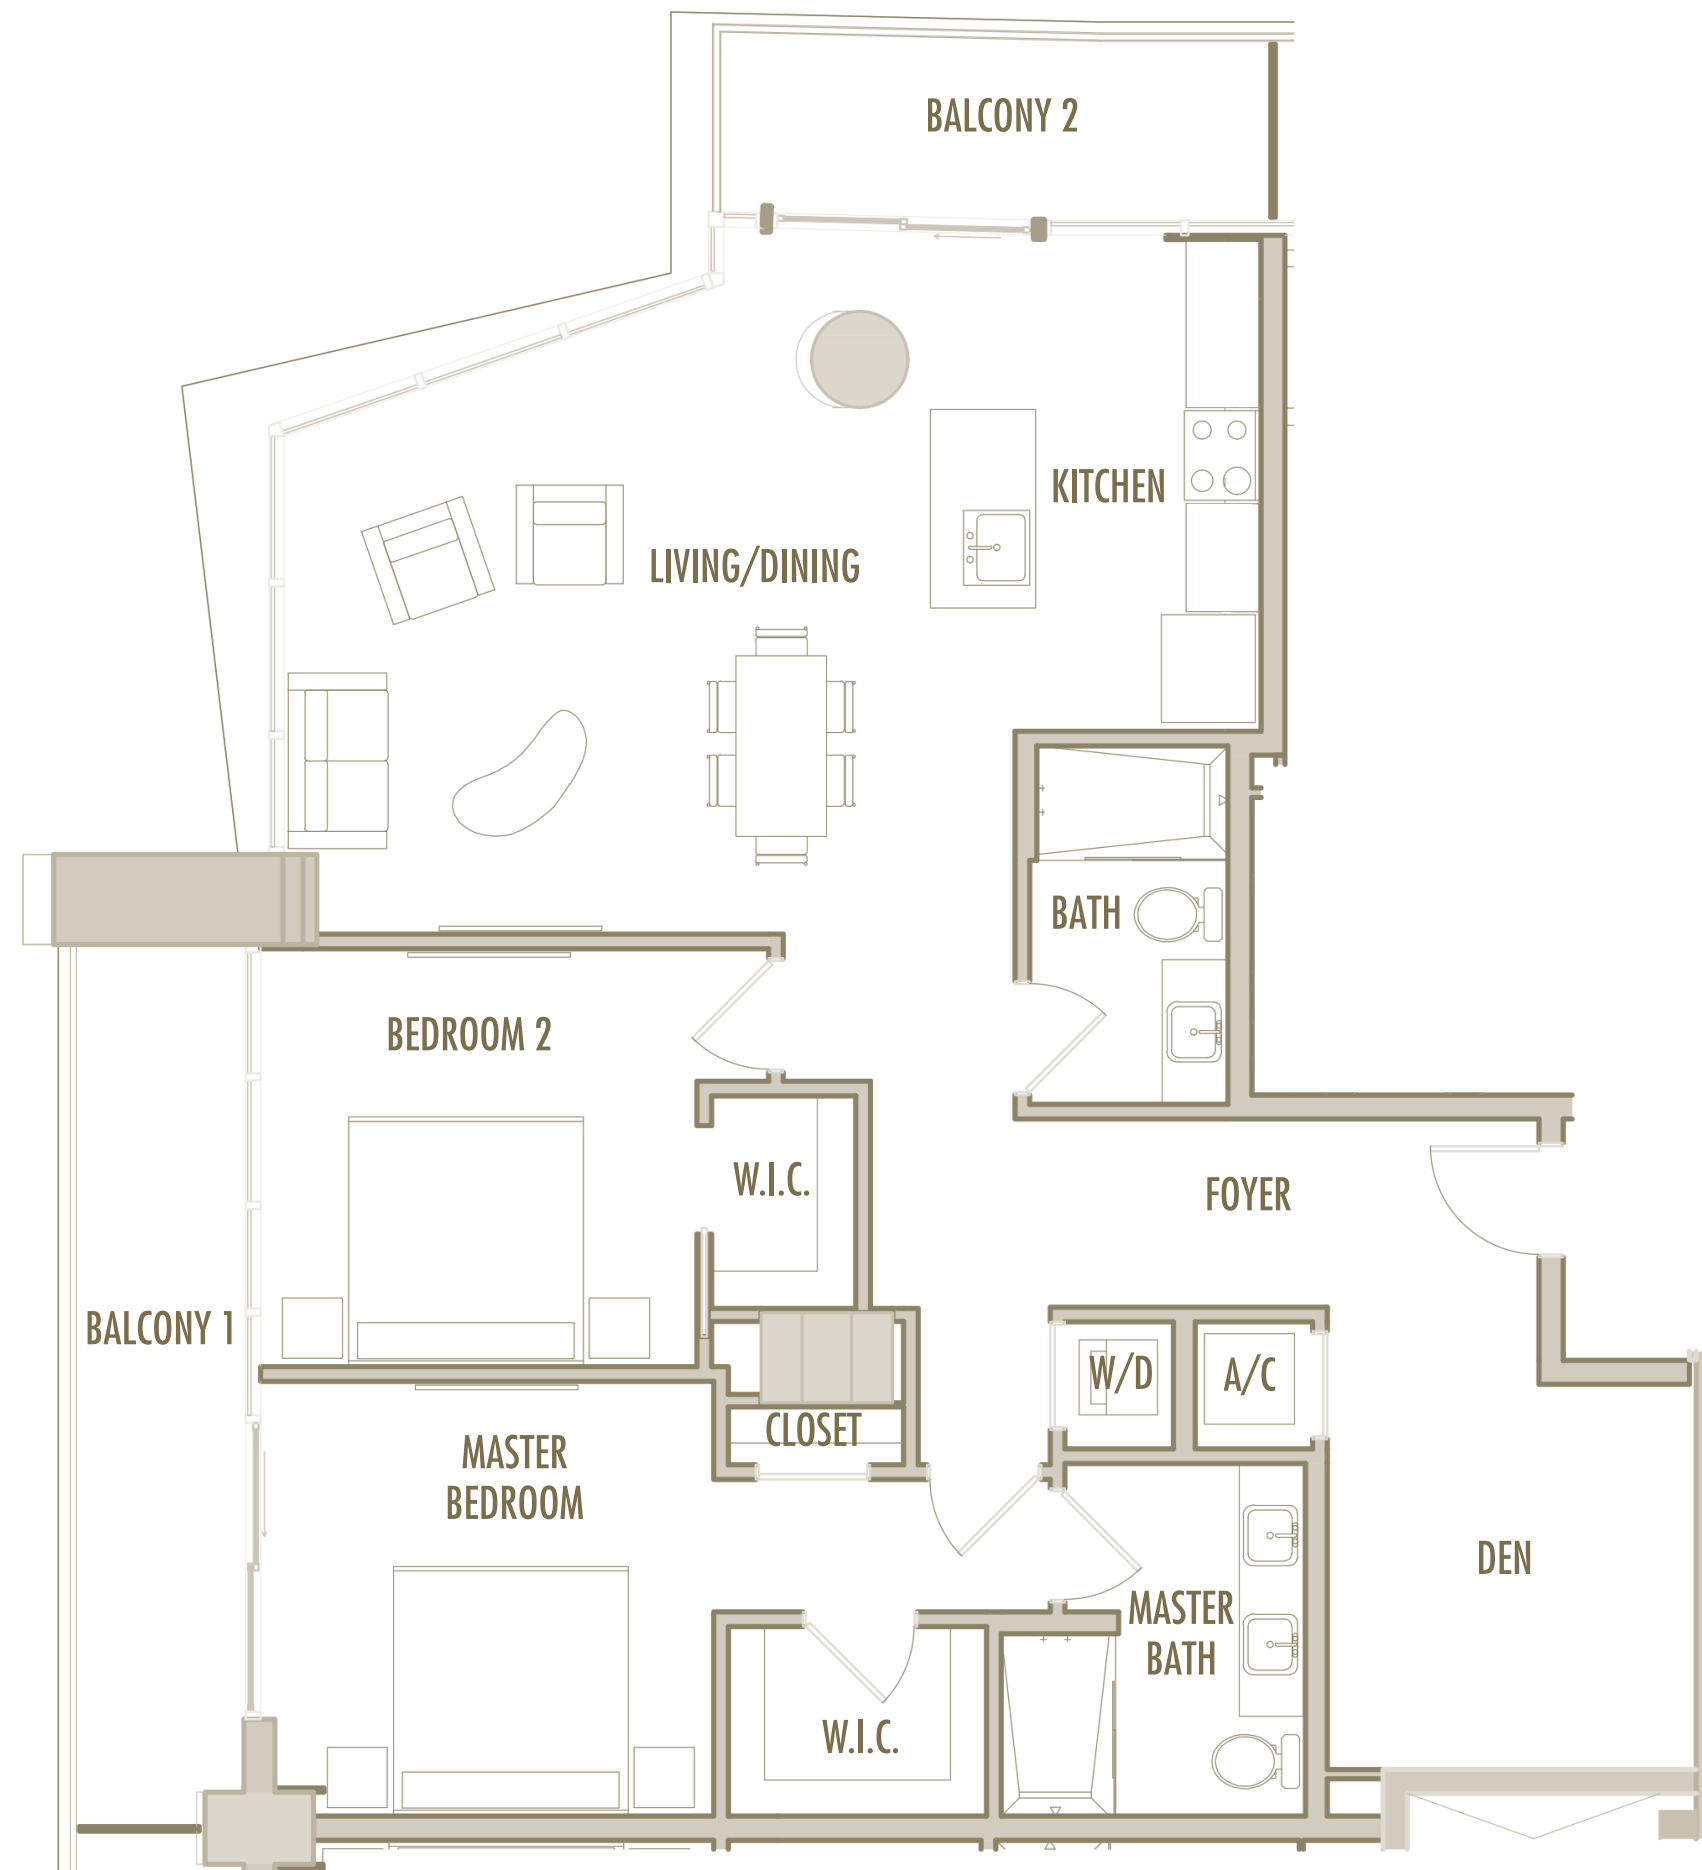 BALCONY 2
KITCHEN
LIVING/DINING
BATH
BEDROOM 2
W.I.C.
FOYER
BALCONY 1
W/D
A/C
CLOSET
MASTER
BEDROOM
DEN
MASTER
BATH
W.I.C.